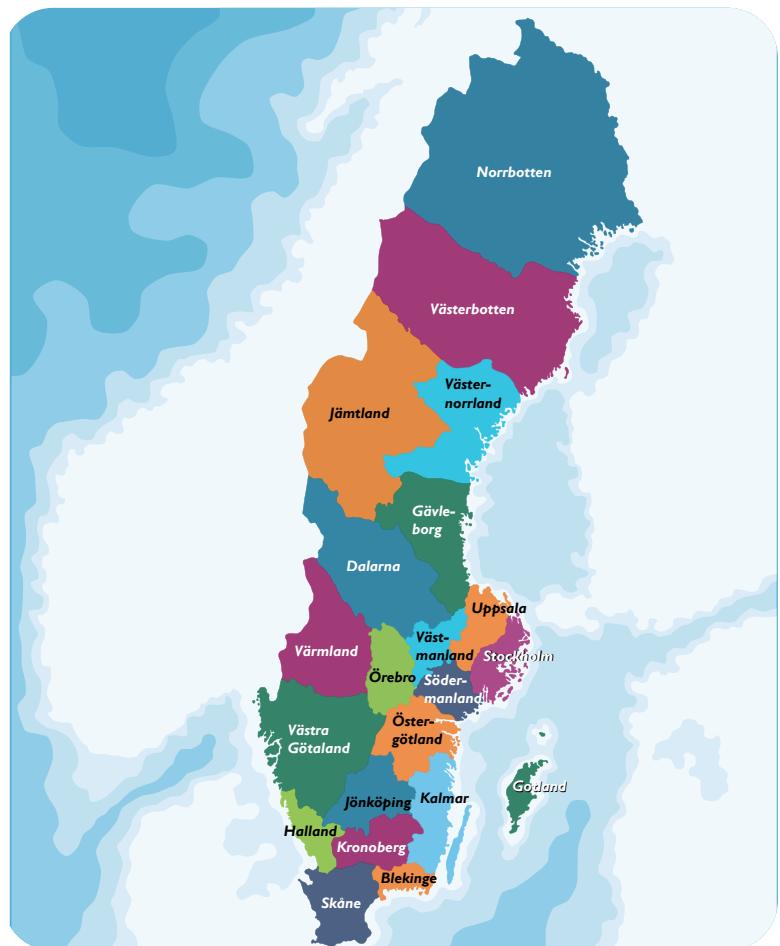 Norrbotten
Västerbotten
Väster-
norrland
Jämtland
Gävle-
borg
Dalarna
Uppsala
Väst-
manland
Värmland
Stockholm
Örebro
Söder-
manland
Öster-
götland
Västra
Götaland
Gotland
Kalmar
Jönköping
Halland
Kronoberg
Blekinge
Skåne